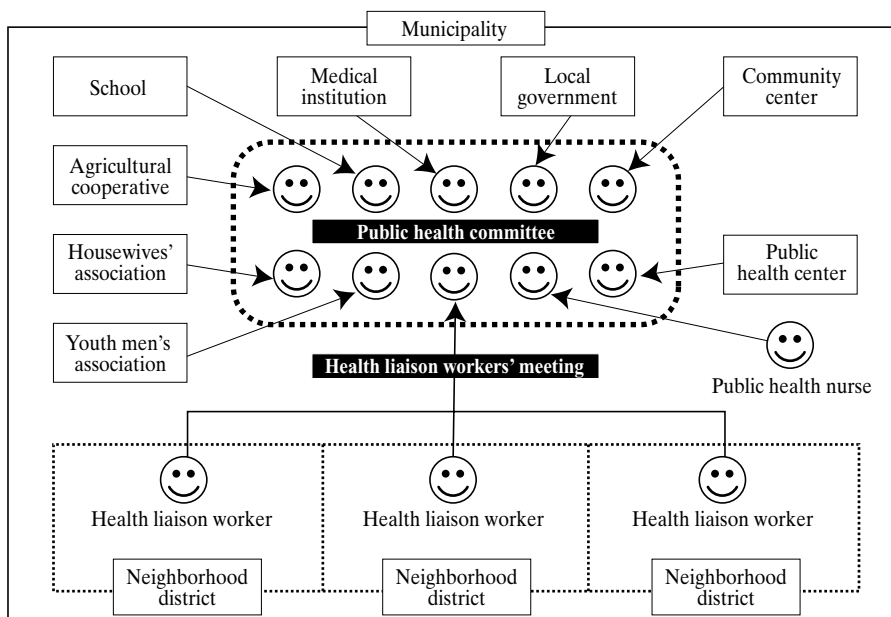 Municipality
School
Medical
institution
Local
government
Community
center
Agricultural
cooperative
Public health committee
Housewives’
association
Public
health center
Youth men’s
association
Health liaison workers’ meeting
Public health nurse
Health liaison worker
Health liaison worker
Health liaison worker
Neighborhood
district
Neighborhood
district
Neighborhood
district